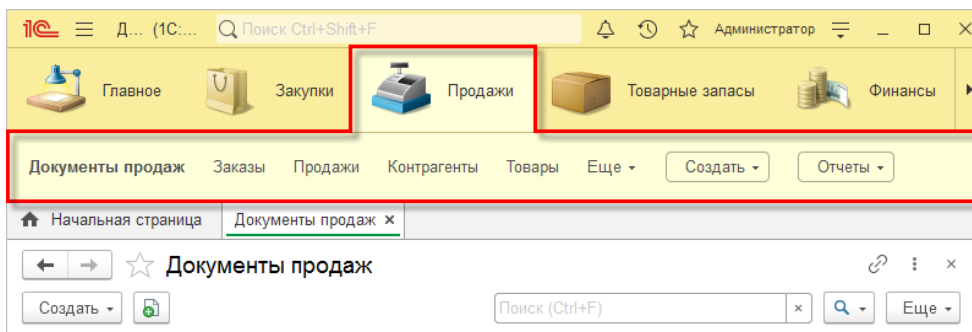 1С Д... (1С:... Поиск Ctrl+Shift+F Администратор
Главное Закупки Продажи Товарные запасы Финансы
Документы продаж Заказы Продажи Контрагенты Товары Еще Создать Отчеты
Начальная страница Документы продаж ×
Документы продаж
Создать Поиск (Ctrl+F) × Еще